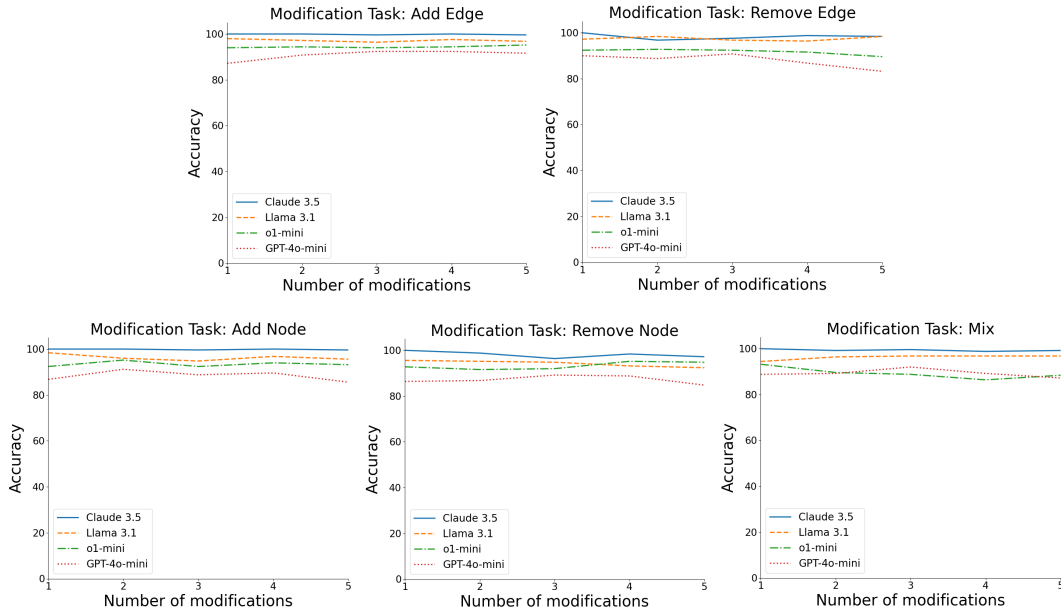 Modification Task: Add Edge
Accuracy
100
80
60
40
20
0
Claude 3.5
Llama 3.1
o1-mini
GPT-4o-mini
1 2 3 4 5
Number of modifications
Modification Task: Remove Edge
Accuracy
100
80
60
40
20
0
Claude 3.5
Llama 3.1
o1-mini
GPT-4o-mini
1 2 3 4 5
Number of modifications
Modification Task: Add Node
Accuracy
100
80
60
40
20
0
Claude 3.5
Llama 3.1
o1-mini
GPT-4o-mini
1 2 3 4 5
Number of modifications
Modification Task: Remove Node
Accuracy
100
80
60
40
20
0
Claude 3.5
Llama 3.1
o1-mini
GPT-4o-mini
1 2 3 4 5
Number of modifications
Modification Task: Mix
Accuracy
100
80
60
40
20
0
Claude 3.5
Llama 3.1
o1-mini
GPT-4o-mini
1 2 3 4 5
Number of modifications